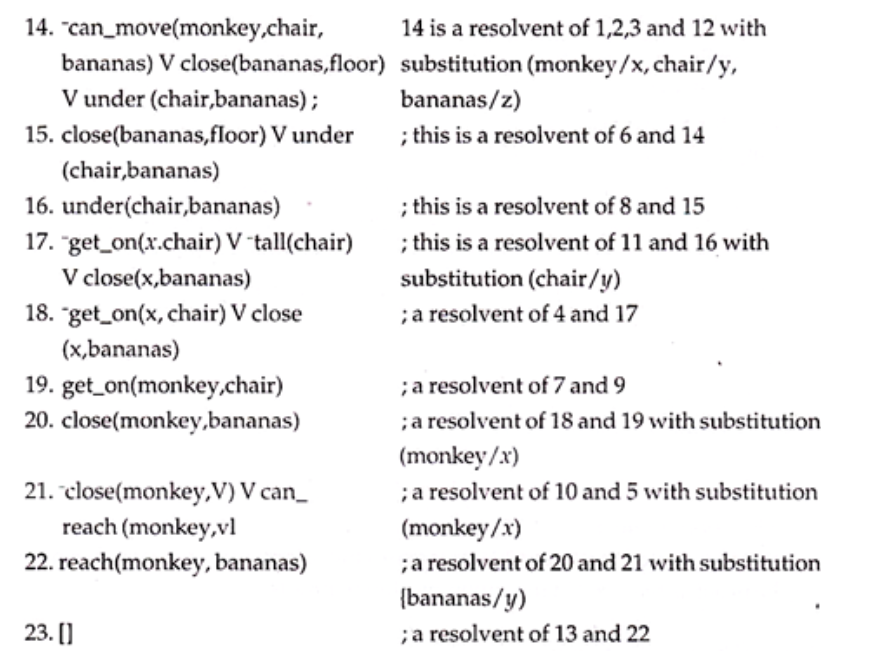 14. ¯can_move(monkey,chair, 14 is a resolvent of 1,2,3 and 12 with
bananas) V close(bananas,floor) substitution (monkey/x, chair/y,
V under (chair,bananas) ; bananas/z)
15. close(bananas,floor) V under ; this is a resolvent of 6 and 14
(chair,bananas)
16. under(chair,bananas) ; this is a resolvent of 8 and 15
17. ¯get_on(x.chair) V ¯tall(chair) ; this is a resolvent of 11 and 16 with
V close(x,bananas) substitution (chair/y)
18. ¯get_on(x, chair) V close ; a resolvent of 4 and 17
(x,bananas)
19. get_on(monkey,chair) ; a resolvent of 7 and 9
20. close(monkey,bananas) ; a resolvent of 18 and 19 with substitution
(monkey/x)
21. ¯close(monkey,V) V can_ ; a resolvent of 10 and 5 with substitution
reach (monkey,vl (monkey/x)
22. reach(monkey, bananas) ; a resolvent of 20 and 21 with substitution
{bananas/y)
23. [] ; a resolvent of 13 and 22